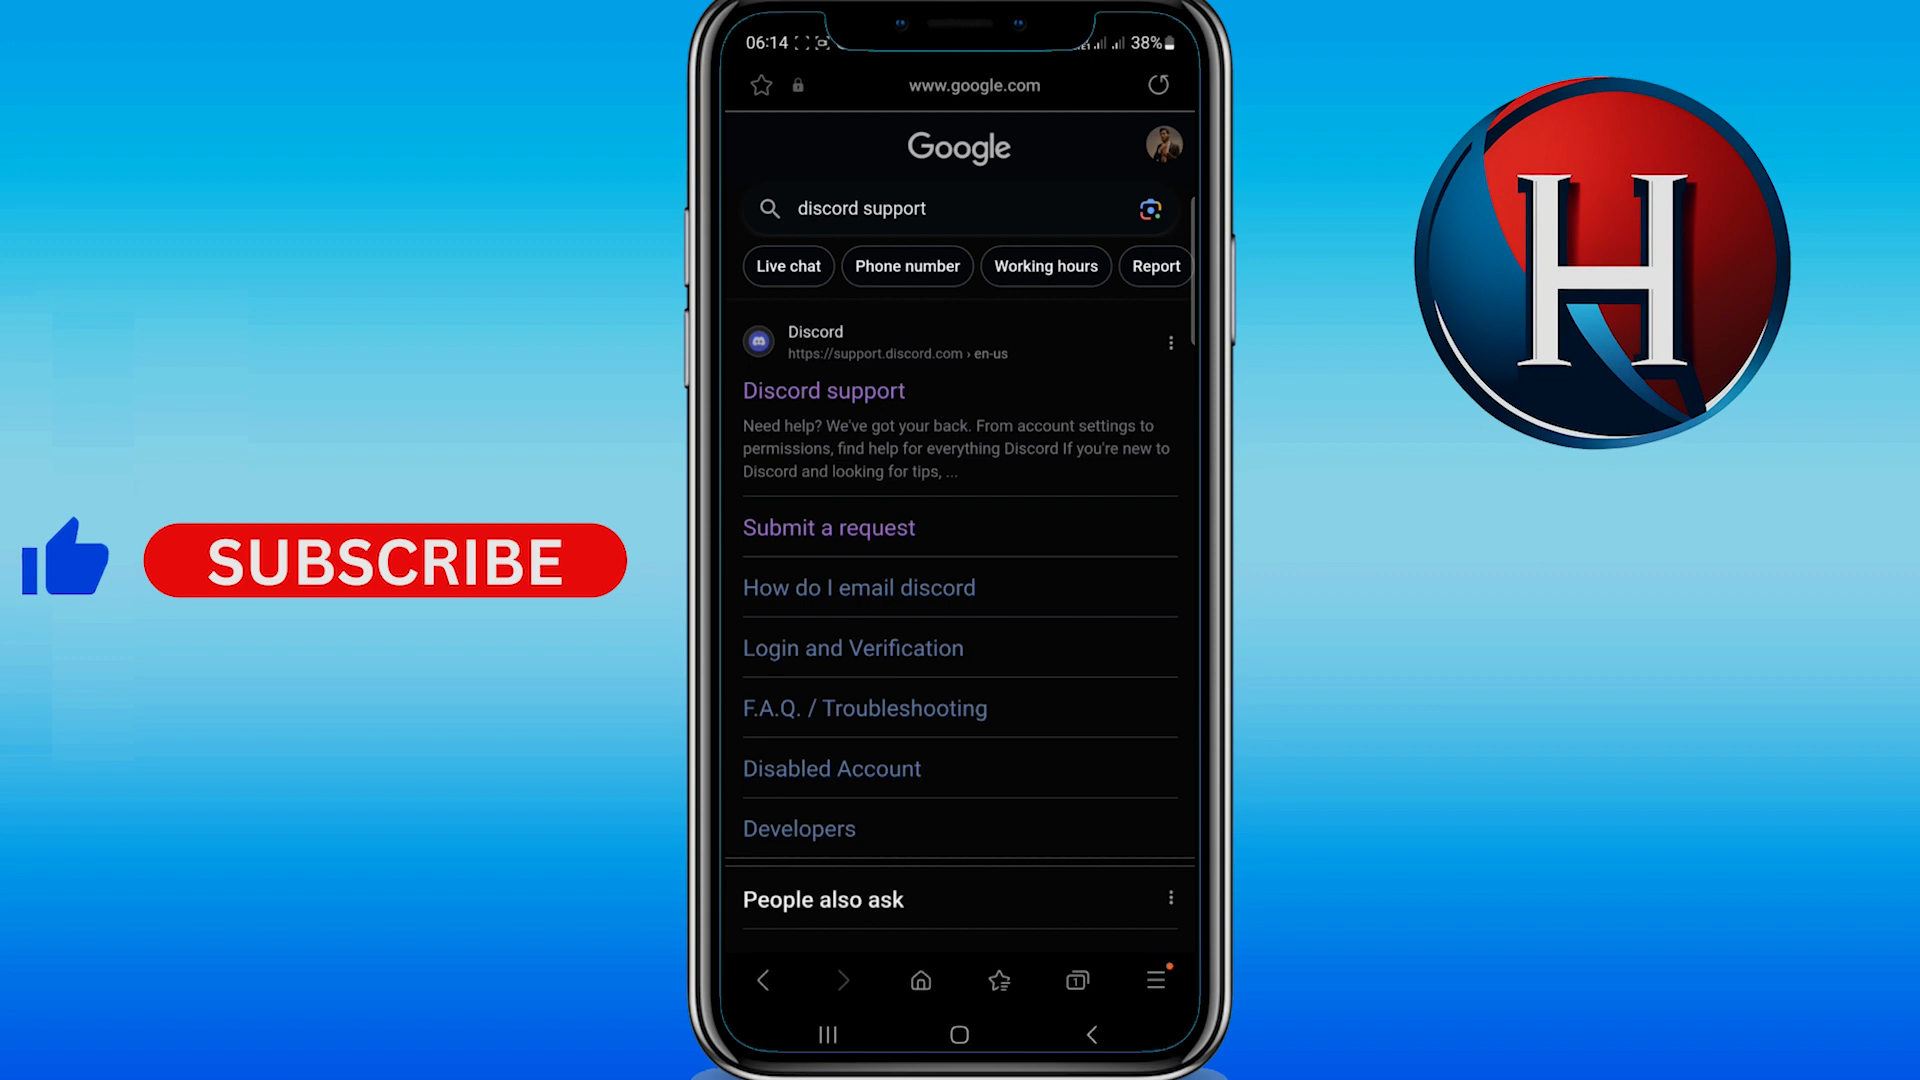 06:14
38%
www.google.com
Google
discord support
Live chat
Phone number
Working hours
Report
Discord
https://support.discord.com › en-us
Discord support
Need help? We've got your back. From account settings to
permissions, find help for everything Discord If you're new to
Discord and looking for tips, ...
Submit a request
How do I email discord
Login and Verification
F.A.Q. / Troubleshooting
Disabled Account
Developers
People also ask
1
SUBSCRIBE
H